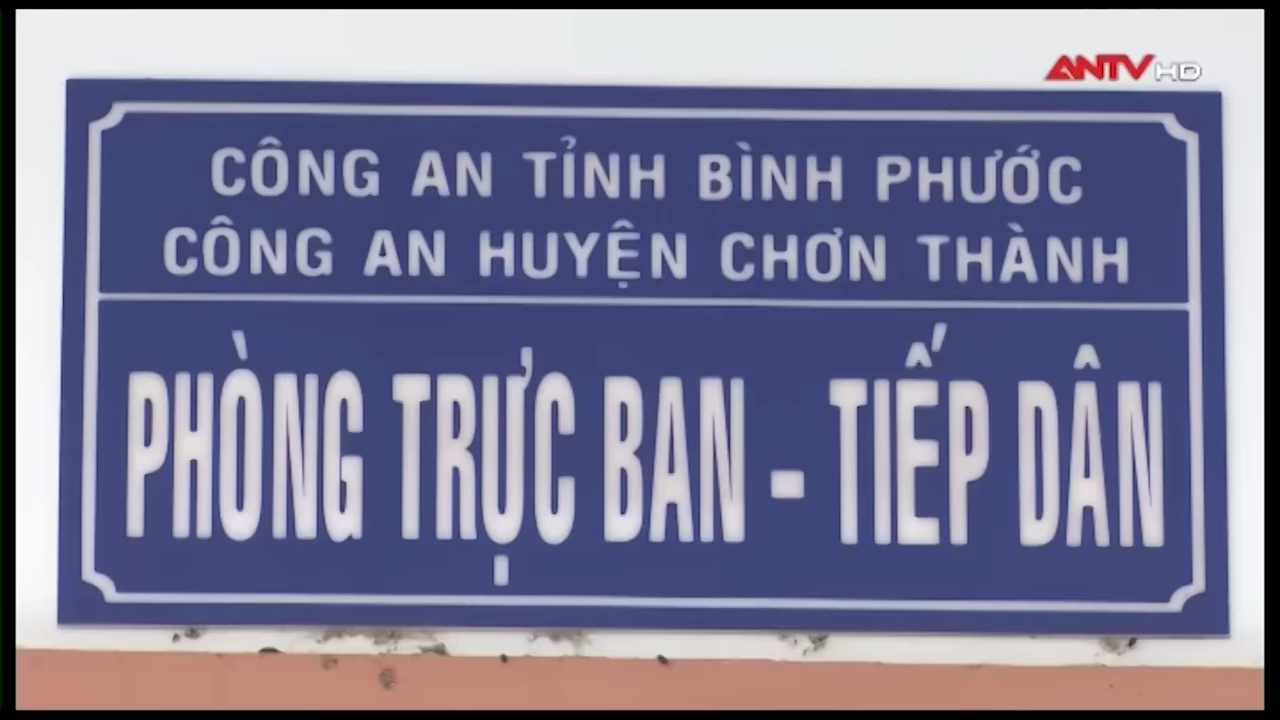 ANTV HD
CÔNG AN TỈNH BÌNH PHƯỚC
CÔNG AN HUYỆN CHƠN THÀNH
PHÒNG TRỰC BAN - TIẾP DÂN